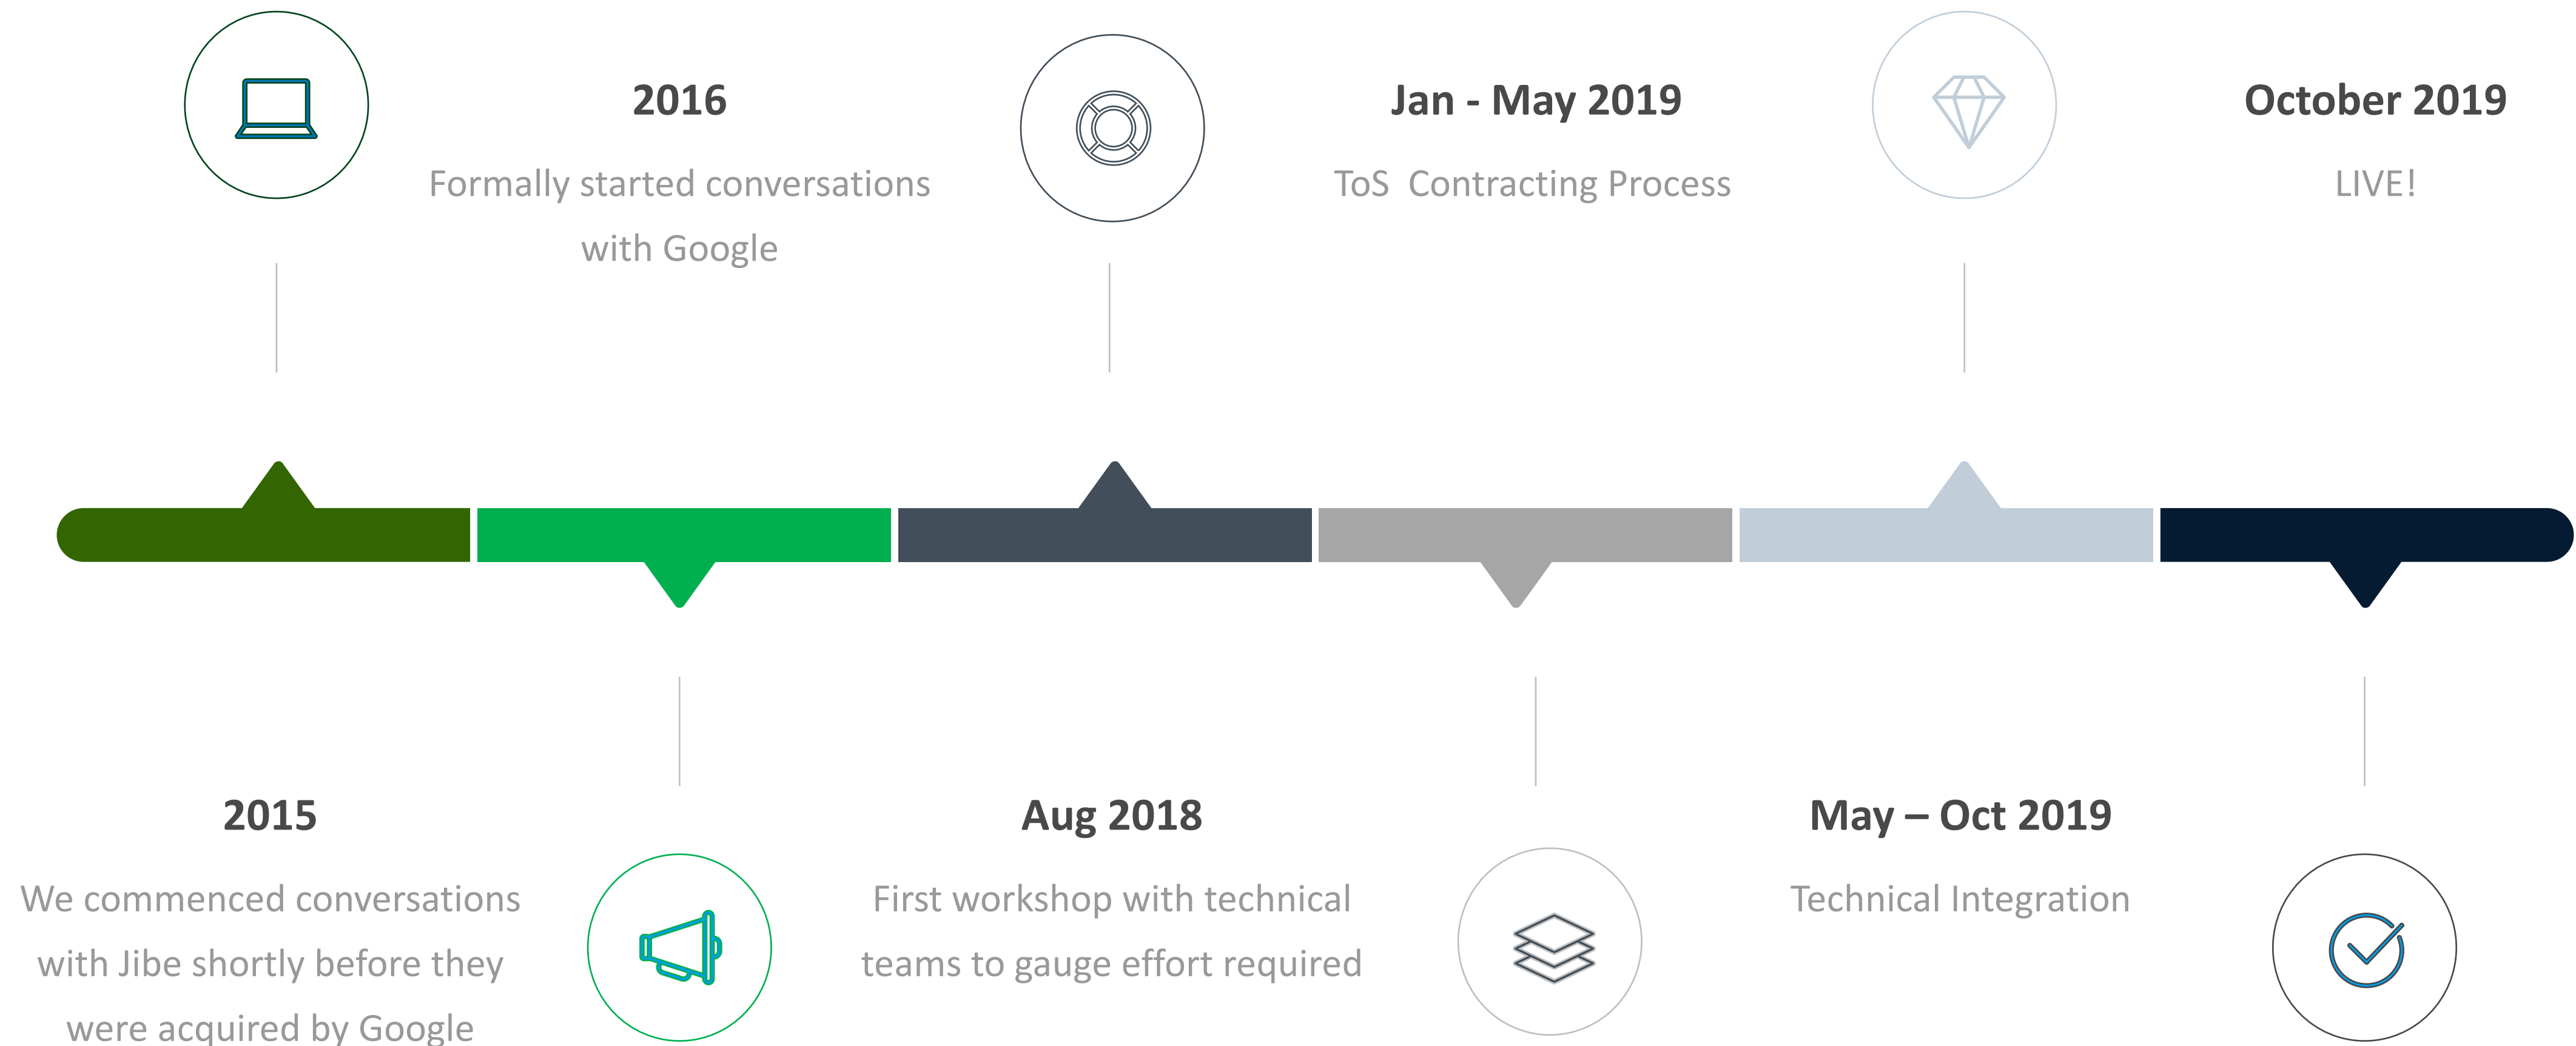 2016
Formally started conversations
with Google
Jan - May 2019
ToS  Contracting Process
October 2019
LIVE!
2015
We commenced conversations
with Jibe shortly before they
were acquired by Google
Aug 2018
First workshop with technical
teams to gauge effort required
May – Oct 2019
Technical Integration